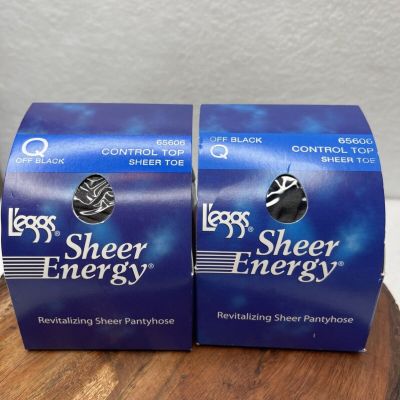 Q
OFF BLACK
65606
CONTROL TOP
SHEER TOE
L'eggs®
Sheer
Energy®
Revitalizing Sheer Pantyhose
OFF BLACK
Q
65606
CONTROL TOP
SHEER TOE
L'eggs®
Sheer
Energy®
Revitalizing Sheer Pantyhose